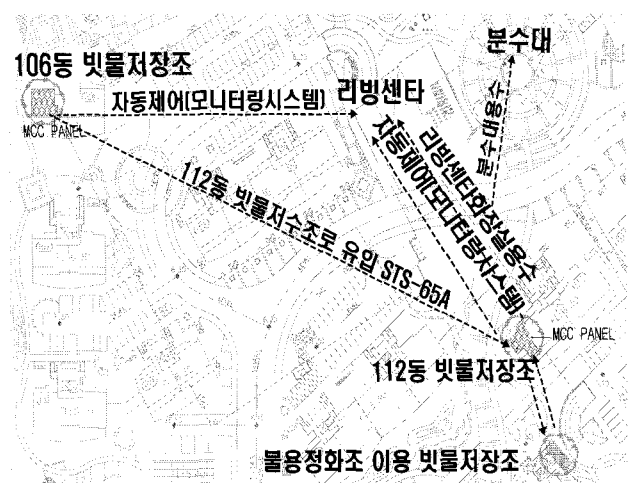 분수대
106동 빗물저장조
자동제어(모니터링시스템)
리빙센타
MCC PANEL
분수대용수
리빙센타화장실용수
자동제어(모니터링시스템)
112동 빗물저수조로 유입 STS-65A
MCC PANEL
112동 빗물저장조
불용정화조 이용 빗물저장조